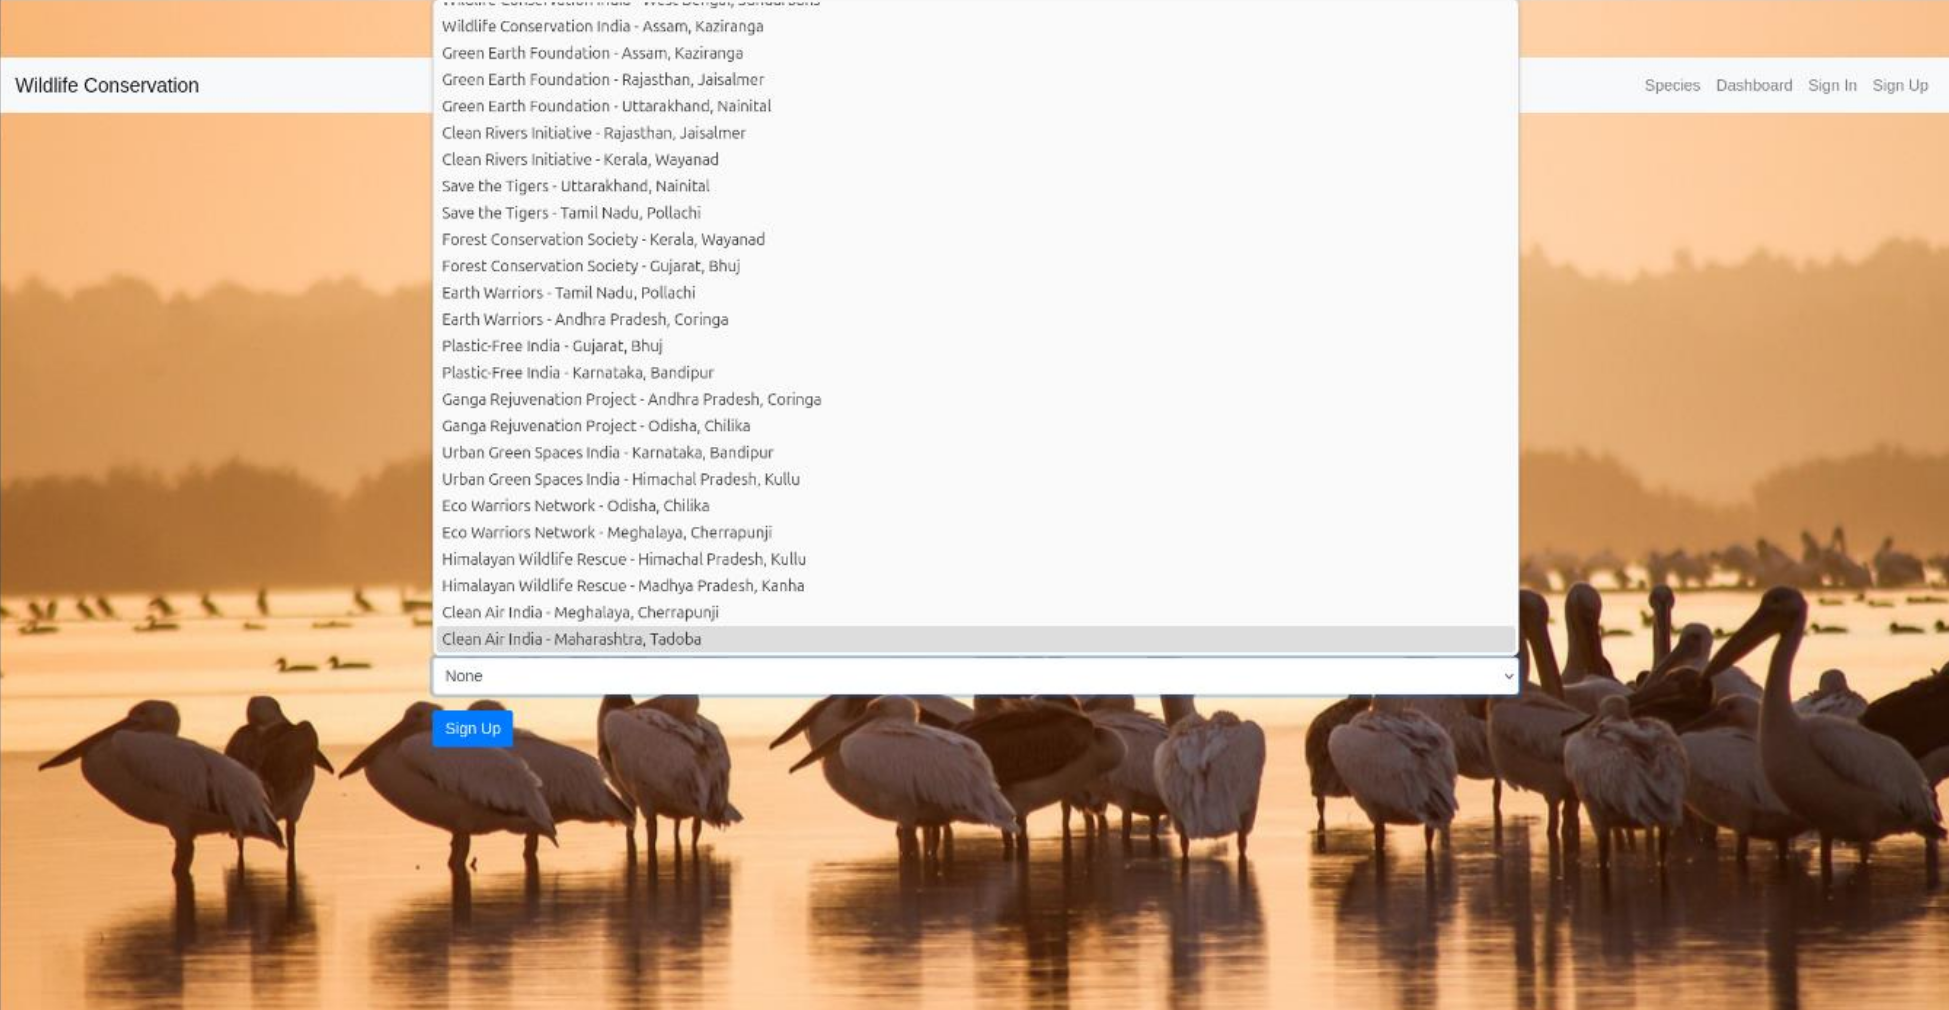 Wildlife Conservation India - West Bengal, Sundarbans
Wildlife Conservation India - Assam, Kaziranga
Green Earth Foundation - Assam, Kaziranga
Green Earth Foundation - Rajasthan, Jaisalmer
Wildlife Conservation
Species Dashboard Sign In Sign Up
Green Earth Foundation - Uttarakhand, Nainital
Clean Rivers Initiative - Rajasthan, Jaisalmer
Clean Rivers Initiative - Kerala, Wayanad
Save the Tigers - Uttarakhand, Nainital
Save the Tigers - Tamil Nadu, Pollachi
Forest Conservation Society - Kerala, Wayanad
Forest Conservation Society - Gujarat, Bhuj
Earth Warriors - Tamil Nadu, Pollachi
Earth Warriors - Andhra Pradesh, Coringa
Plastic-Free India - Gujarat, Bhuj
Plastic-Free India - Karnataka, Bandipur
Ganga Rejuvenation Project - Andhra Pradesh, Coringa
Ganga Rejuvenation Project - Odisha, Chilika
Urban Green Spaces India - Karnataka, Bandipur
Urban Green Spaces India - Himachal Pradesh, Kullu
Eco Warriors Network - Odisha, Chilika
Eco Warriors Network - Meghalaya, Cherrapunji
Himalayan Wildlife Rescue - Himachal Pradesh, Kullu
Himalayan Wildlife Rescue - Madhya Pradesh, Kanha
Clean Air India - Meghalaya, Cherrapunji
Clean Air India - Maharashtra, Tadoba
None
Sign Up